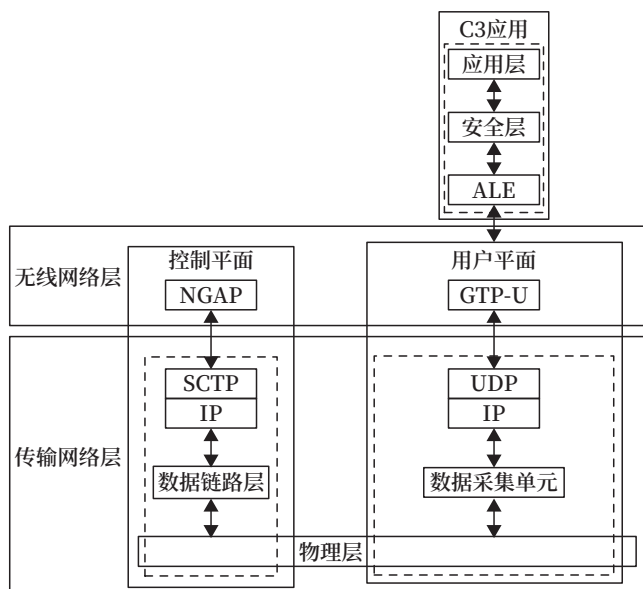 C3应用
应用层
安全层
ALE
无线网络层
控制平面
用户平面
NGAP
GTP-U
传输网络层
SCTP
IP
数据链路层
UDP
IP
数据采集单元
物理层